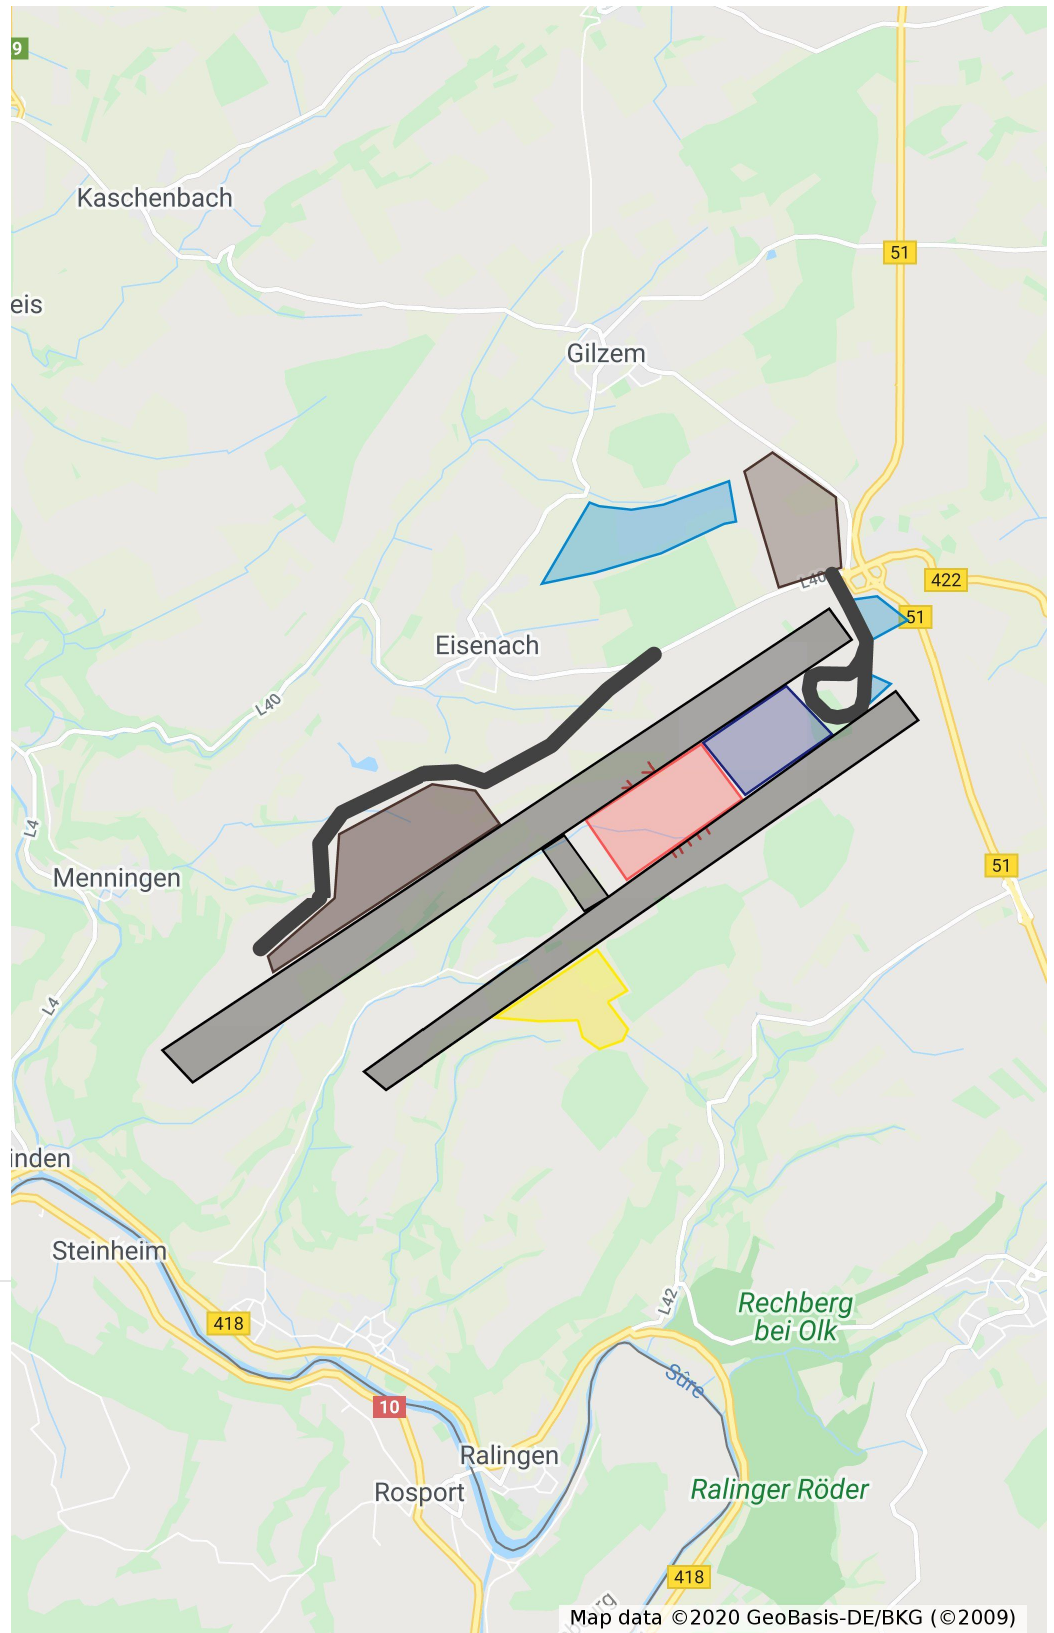 9
Kaschenbach
51
eis
Gilzem
L40
422
51
Eisenach
L40
L4
51
Menningen
L4
inden
Steinheim
Rechberg
bei Olk
L42
418
Sûre
10
Ralingen
Rosport
Ralinger Röder
418
Map data ©2020 GeoBasis-DE/BKG (©2009)